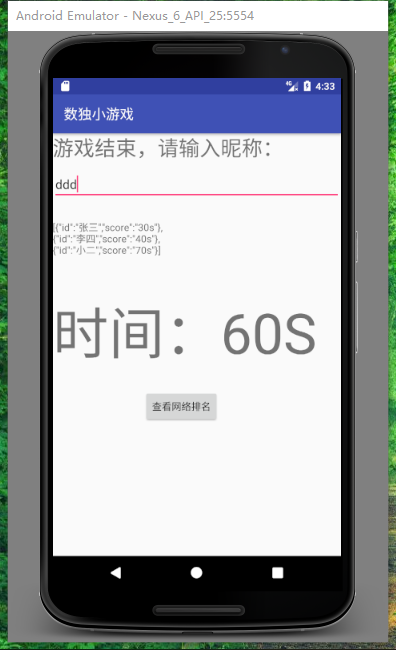 Android Emulator - Nexus_6_API_25:5554
4G 4:33
数独小游戏
游戏结束，请输入昵称：
ddd
[{"id":"张三","score":"30s"},
{"id":"李四","score":"40s"},
{"id":"小二","score":"70s"}]
时间：60S
查看网络排名